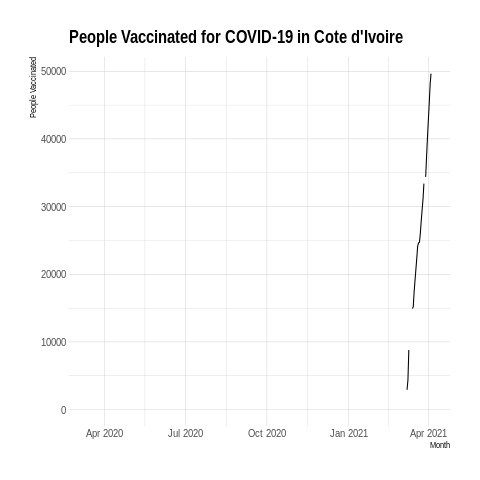 People Vaccinated for COVID-19 in Cote d'Ivoire
People Vaccinated
50000
40000
30000
20000
10000
0
Apr 2020 Jul 2020 Oct 2020 Jan 2021 Apr 2021
Month